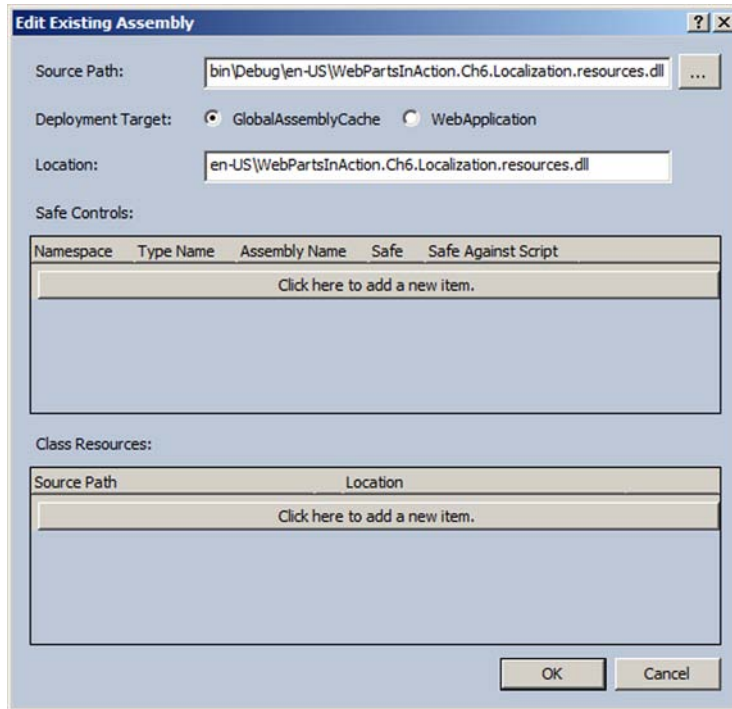 Edit Existing Assembly
Source Path: bin\Debug\en-US\WebPartsInAction.Ch6.Localization.resources.dll ...
Deployment Target: GlobalAssemblyCache WebApplication
Location: en-US\WebPartsInAction.Ch6.Localization.resources.dll
Safe Controls:
Namespace Type Name Assembly Name Safe Safe Against Script
Click here to add a new item.
Class Resources:
Source Path Location
Click here to add a new item.
OK Cancel